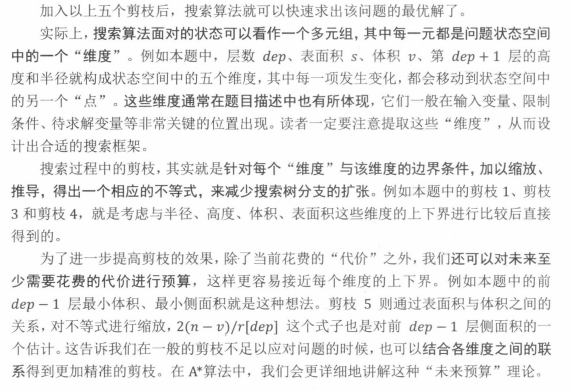 加入以上五个剪枝后，搜索算法就可以快速求出该问题的最优解了。
实际上，搜索算法面对的状态可以看作一个多元组，其中每一元都是问题状态空间
中的一个“维度”。例如本题中，层数 dep、表面积 s、体积 v、第 dep + 1 层的高
度和半径就构成状态空间中的五个维度，其中每一项发生变化，都会移动到状态空间中
的另一个“点”。这些维度通常在题目描述中也有所体现，它们一般在输入变量、限制
条件、待求解变量等非常关键的位置出现。读者一定要注意提取这些“维度”，从而设
计出合适的搜索框架。
搜索过程中的剪枝，其实就是针对每个“维度”与该维度的边界条件，加以缩放、
推导，得出一个相应的不等式，来减少搜索树分支的扩张。例如本题中的剪枝 1、剪枝
3 和剪枝 4，就是考虑与半径、高度、体积、表面积这些维度的上下界进行比较后直接
得到的。
为了进一步提高剪枝的效果，除了当前花费的“代价”之外，我们还可以对未来至
少需要花费的代价进行预算，这样更容易接近每个维度的上下界。例如本题中的前
dep − 1 层最小体积、最小侧面积就是这种想法。剪枝 5 则通过表面积与体积之间的
关系，对不等式进行缩放，2(n − v)/r[dep] 这个式子也是对前 dep − 1 层侧面积的一
个估计。这告诉我们在一般的剪枝不足以应对问题的时候，也可以结合各维度之间的联
系得到更加精准的剪枝。在 A*算法中，我们会更详细地讲解这种“未来预算”理论。